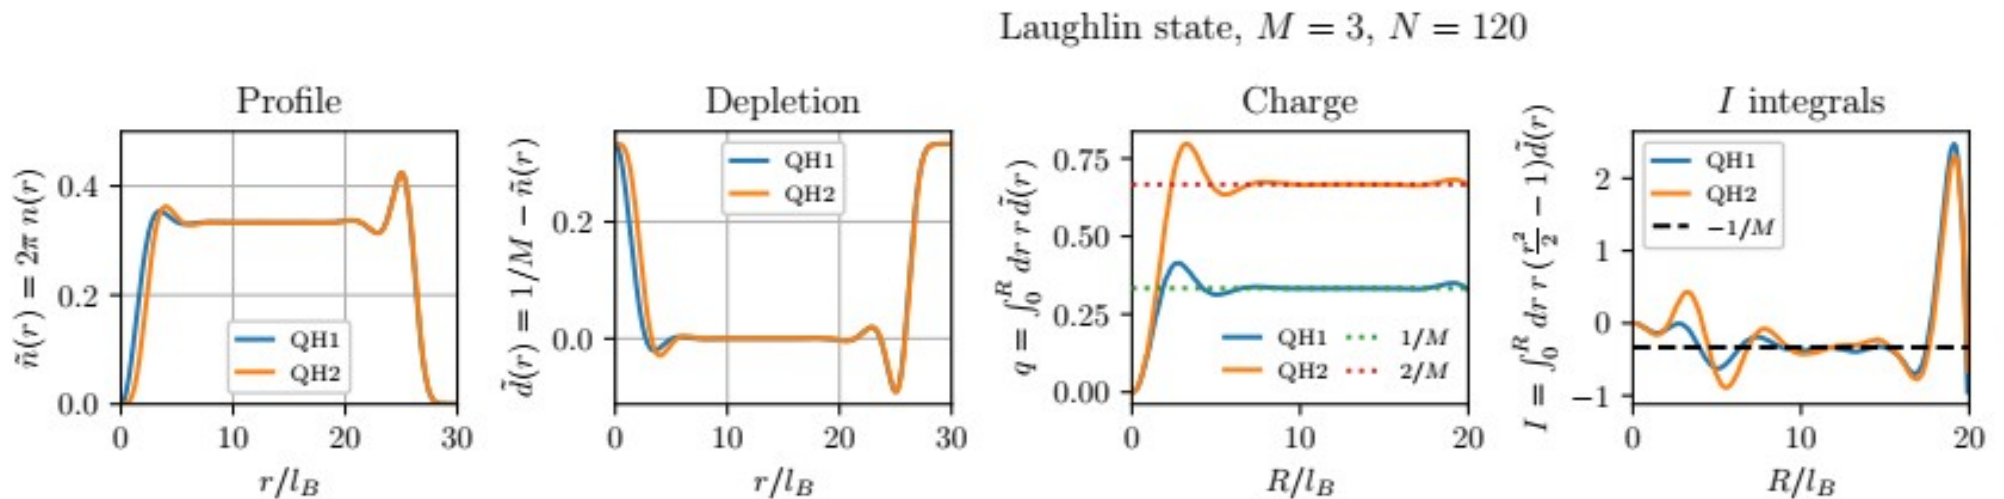 Laughlin state, M = 3, N = 120
Profile
ñ(r) = 2π n(r)
0.4
0.2
0.0
QH1
QH2
0 10 20 30
r/l_B
Depletion
d̃(r) = 1/M − ñ(r)
0.2
0.0
QH1
QH2
0 10 20 30
r/l_B
Charge
q = ∫₀ᴿ dr r d̃(r)
0.75
0.50
0.25
0.00
QH1 1/M
QH2 2/M
0 10 20
R/l_B
I integrals
I = ∫₀ᴿ dr r (r²/2 − 1)d̃(r)
2
1
0
−1
QH1
QH2
−1/M
0 10 20
R/l_B